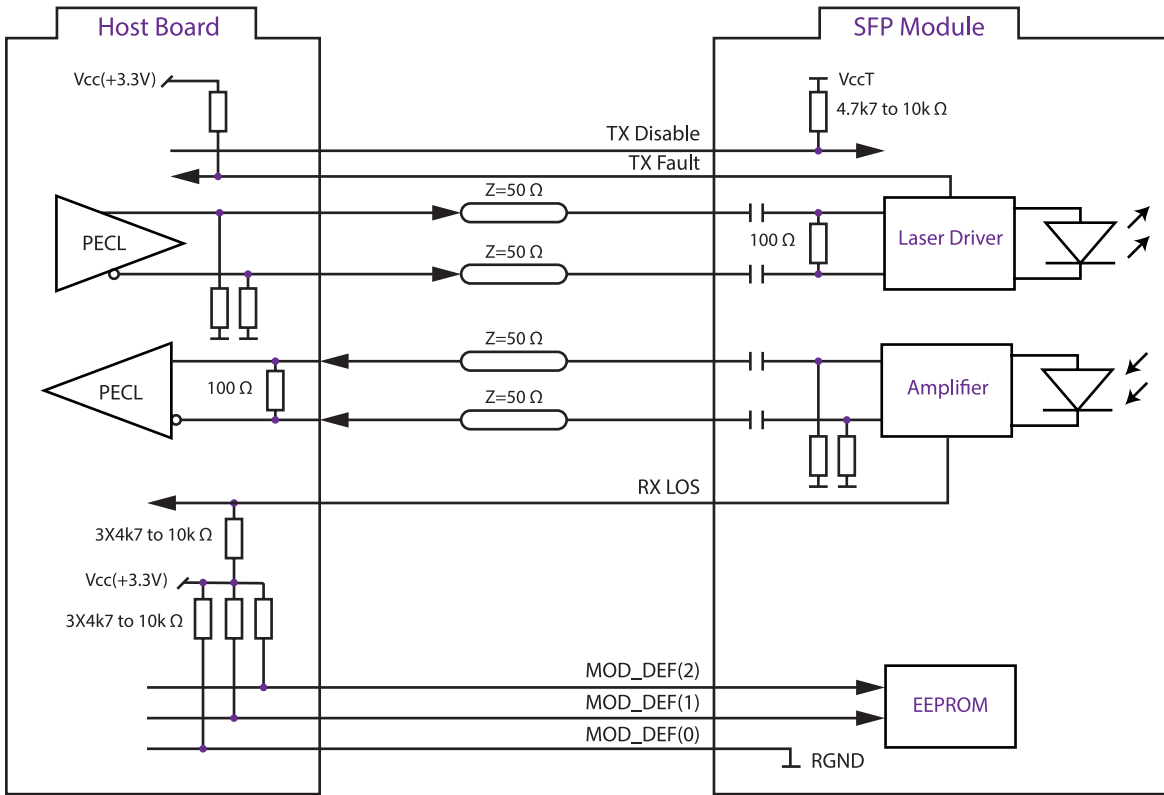 Host Board
SFP Module
Vcc(+3.3V)
VccT
4.7k7 to 10k Ω
TX Disable
TX Fault
Z=50 Ω
PECL
100 Ω
Laser Driver
Z=50 Ω
Z=50 Ω
PECL
100 Ω
Amplifier
Z=50 Ω
RX LOS
3X4k7 to 10k Ω
Vcc(+3.3V)
3X4k7 to 10k Ω
MOD_DEF(2)
MOD_DEF(1)
EEPROM
MOD_DEF(0)
RGND